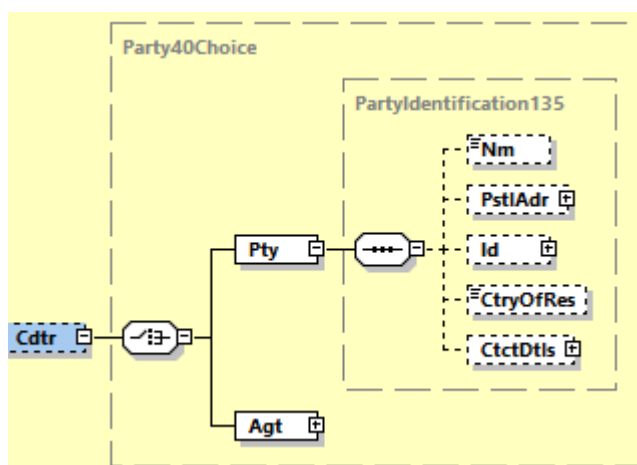 Party40Choice
PartyIdentification135
Nm
PstlAdr
Pty
Id
CtryOfRes
Cdtr
CtctDtls
Agt